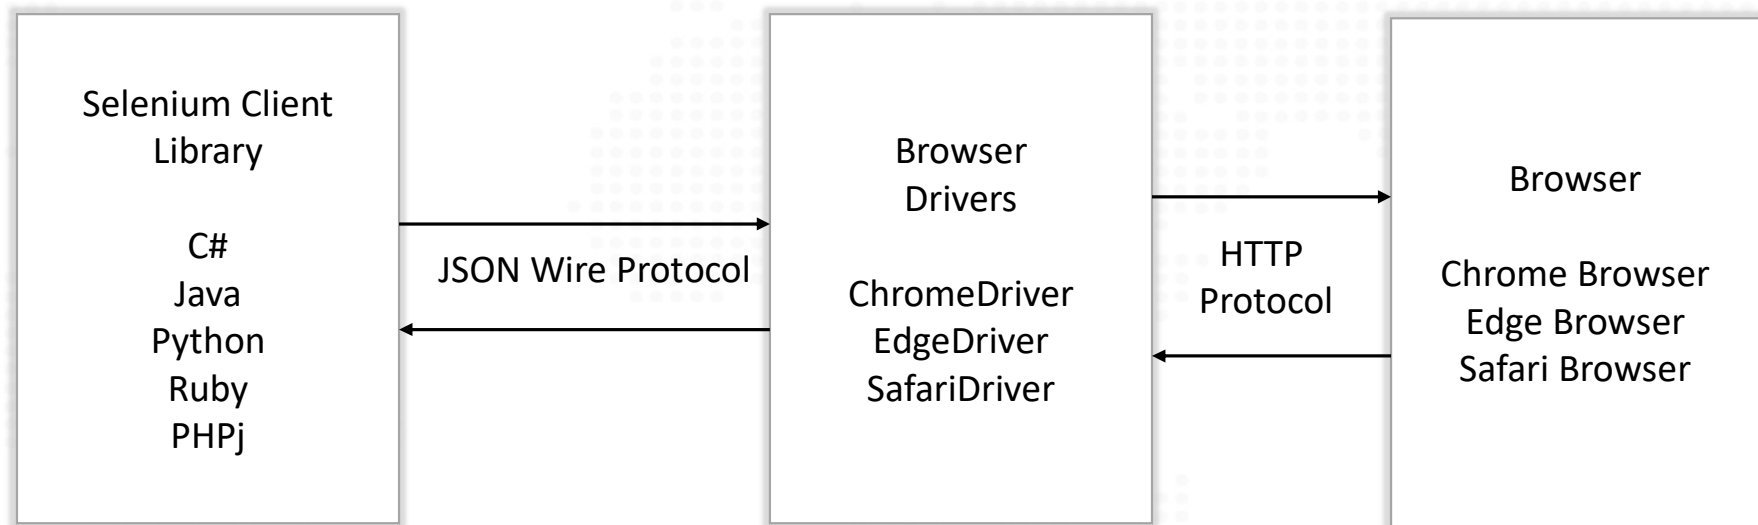 Selenium Client
Library
C#
Java
Python
Ruby
PHPj
JSON Wire Protocol
Browser
Drivers
ChromeDriver
EdgeDriver
SafariDriver
HTTP
Protocol
Browser
Chrome Browser
Edge Browser
Safari Browser